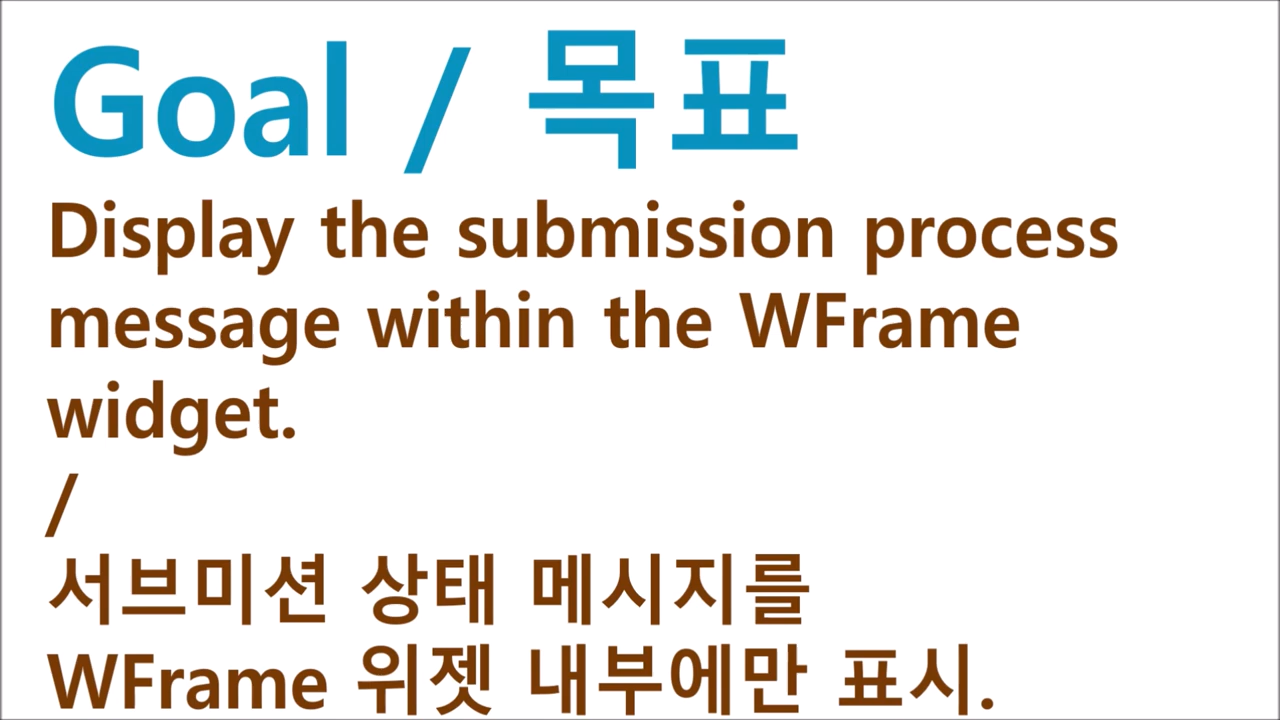 Goal / 목표
Display the submission process
message within the WFrame
widget.
/
서브미션 상태 메시지를
WFrame 위젯 내부에만 표시.